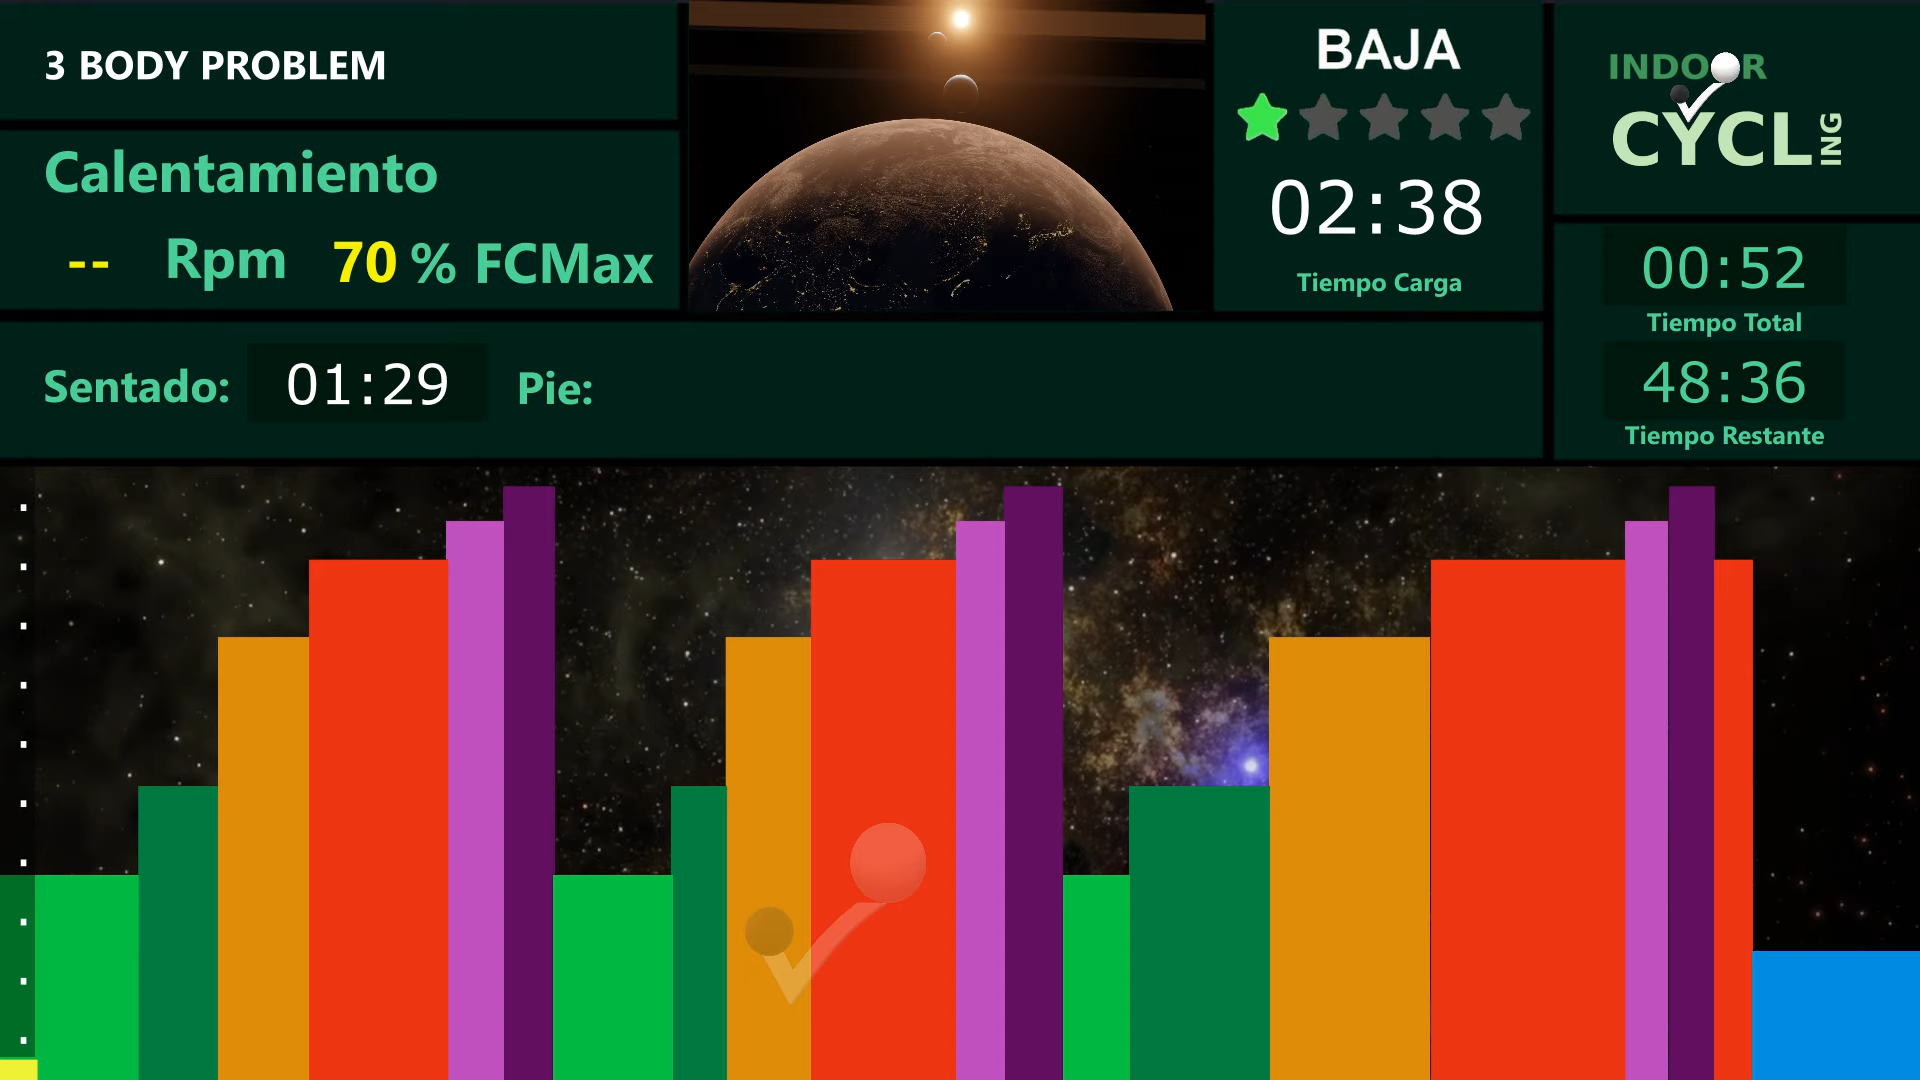 3 BODY PROBLEM
Calentamiento
-- Rpm 70 % FCMax
Sentado: 01:29 Pie:
BAJA
02:38
Tiempo Carga
INDOOR
CYCLING
00:52
Tiempo Total
48:36
Tiempo Restante